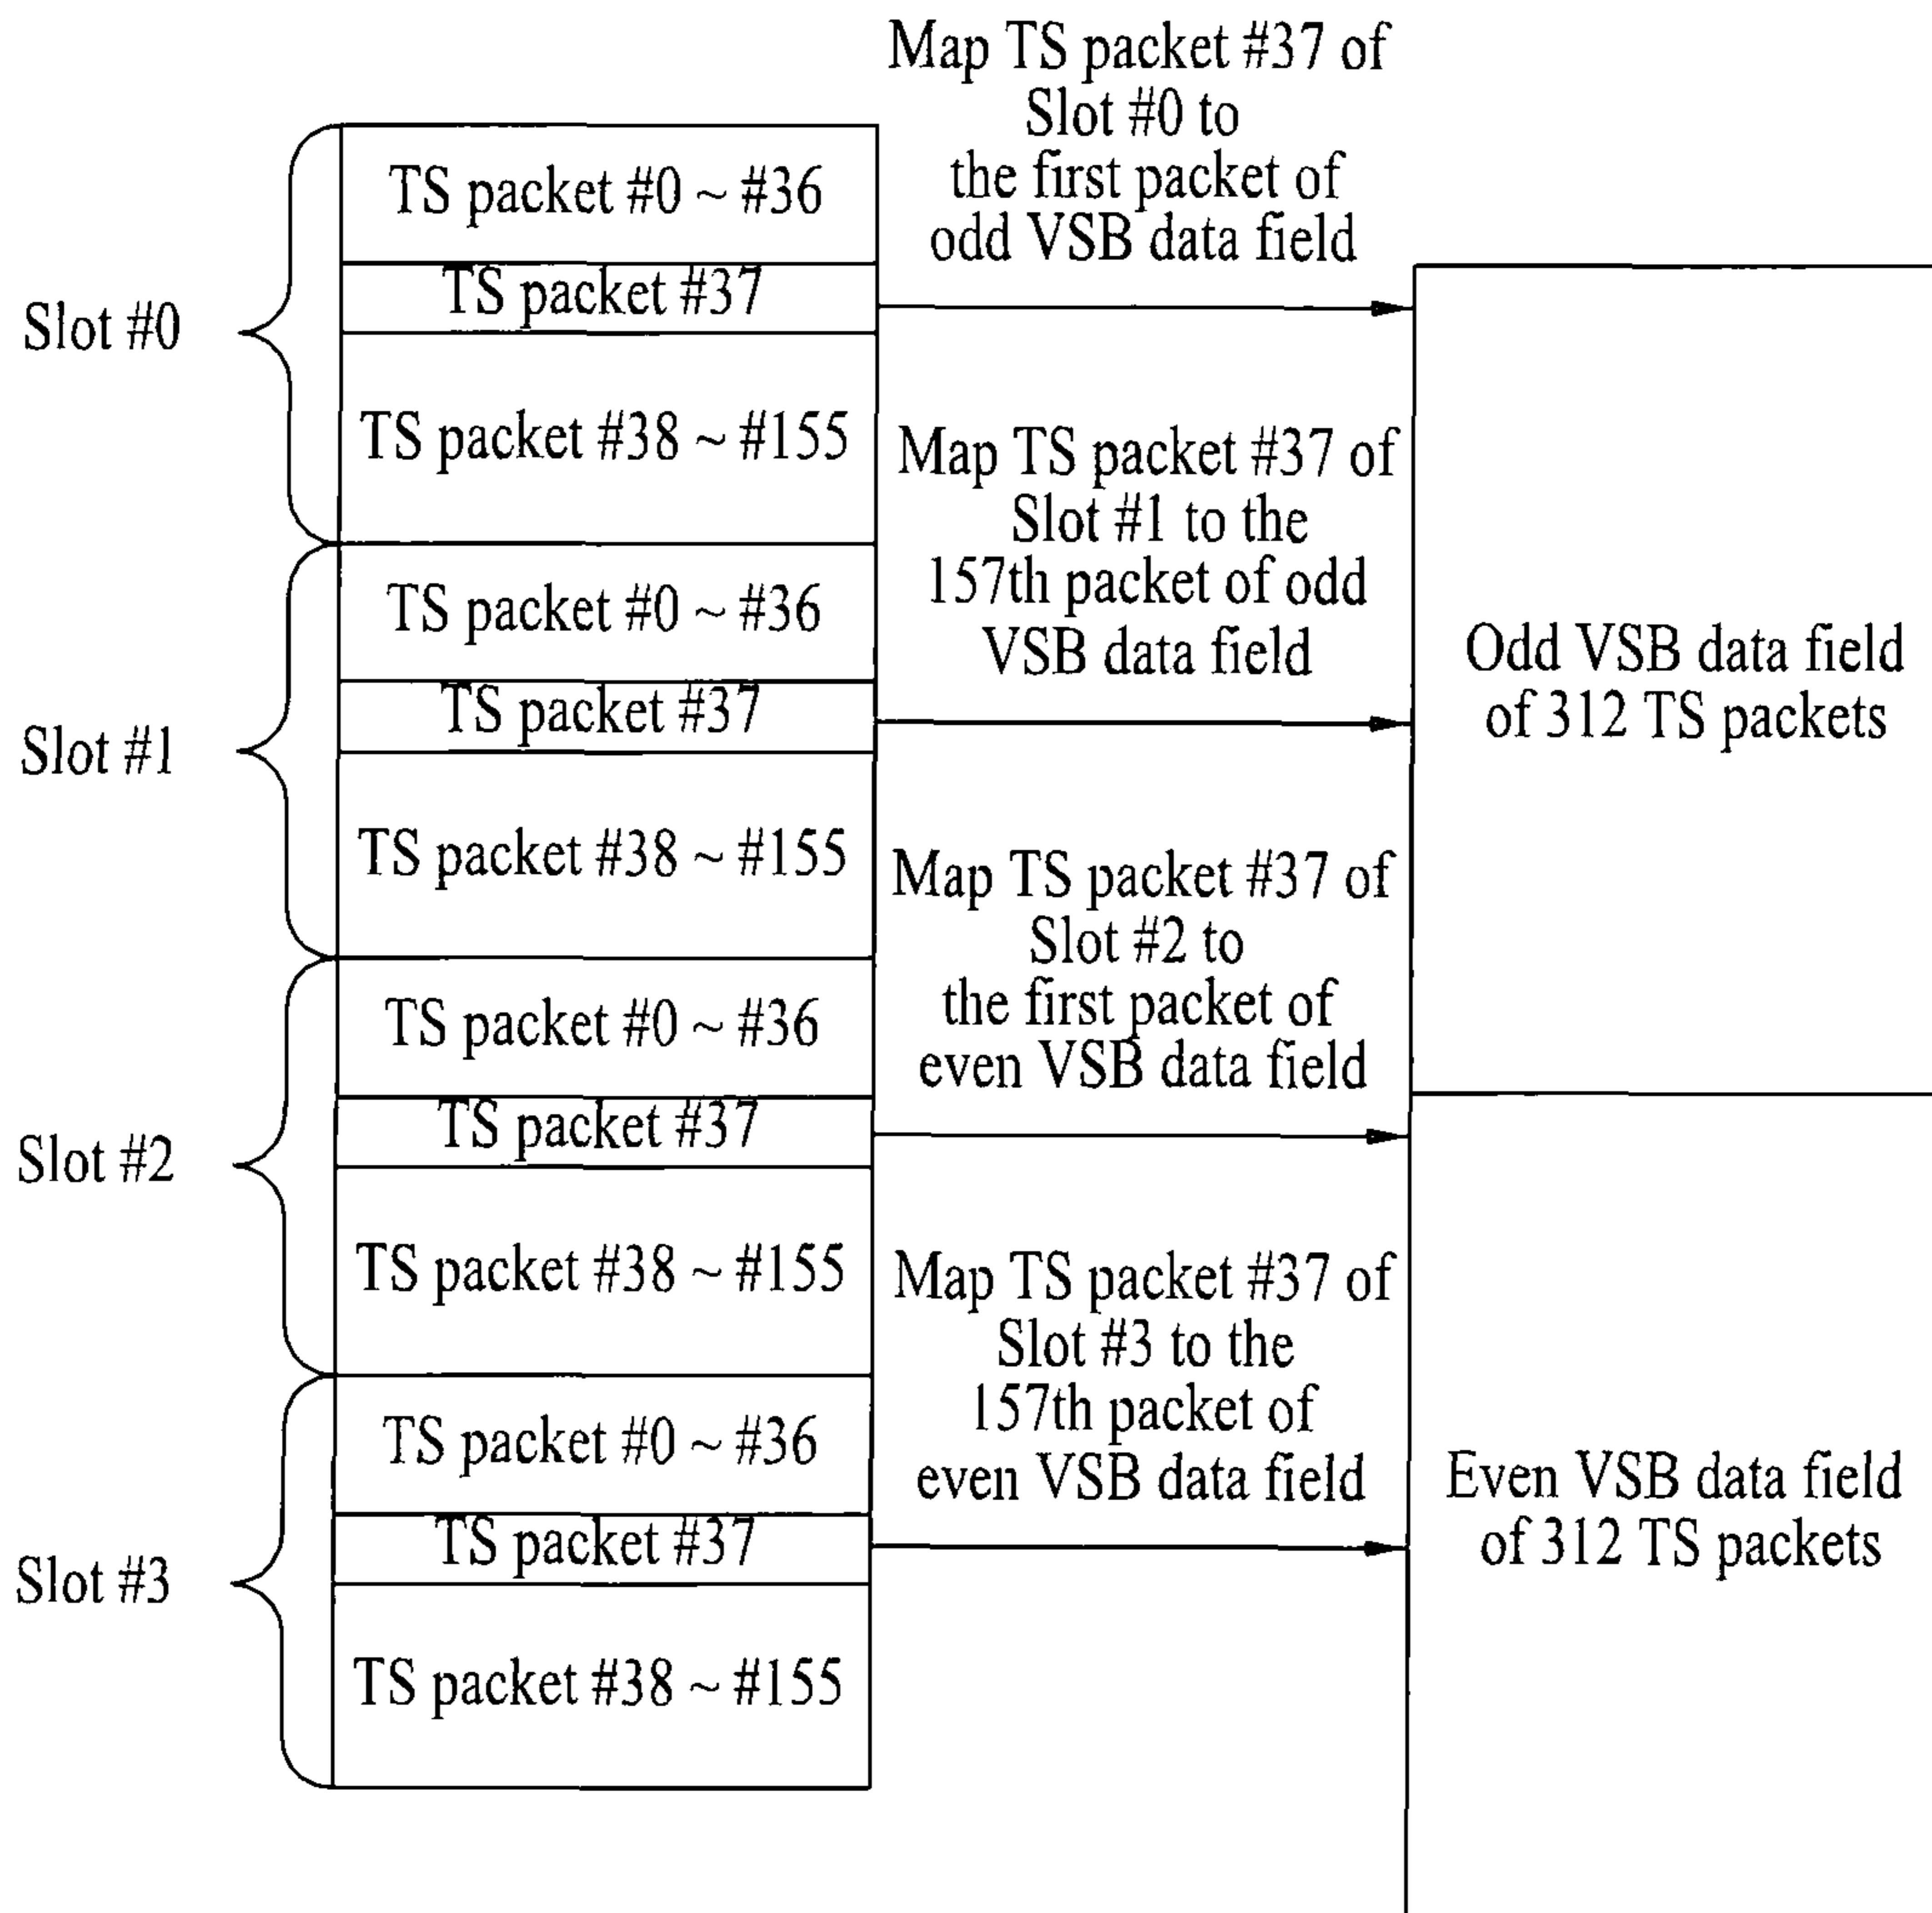 Map TS packet #37 of
Slot #0 to
the first packet of
odd VSB data field
TS packet #0 ~ #36
TS packet #37
Slot #0
TS packet #38 ~ #155
Map TS packet #37 of
Slot #1 to the
157th packet of odd
VSB data field
TS packet #0 ~ #36
TS packet #37
Slot #1
TS packet #38 ~ #155
Odd VSB data field
of 312 TS packets
Map TS packet #37 of
Slot #2 to
the first packet of
even VSB data field
TS packet #0 ~ #36
TS packet #37
Slot #2
TS packet #38 ~ #155
Map TS packet #37 of
Slot #3 to the
157th packet of
even VSB data field
TS packet #0 ~ #36
TS packet #37
Slot #3
TS packet #38 ~ #155
Even VSB data field
of 312 TS packets